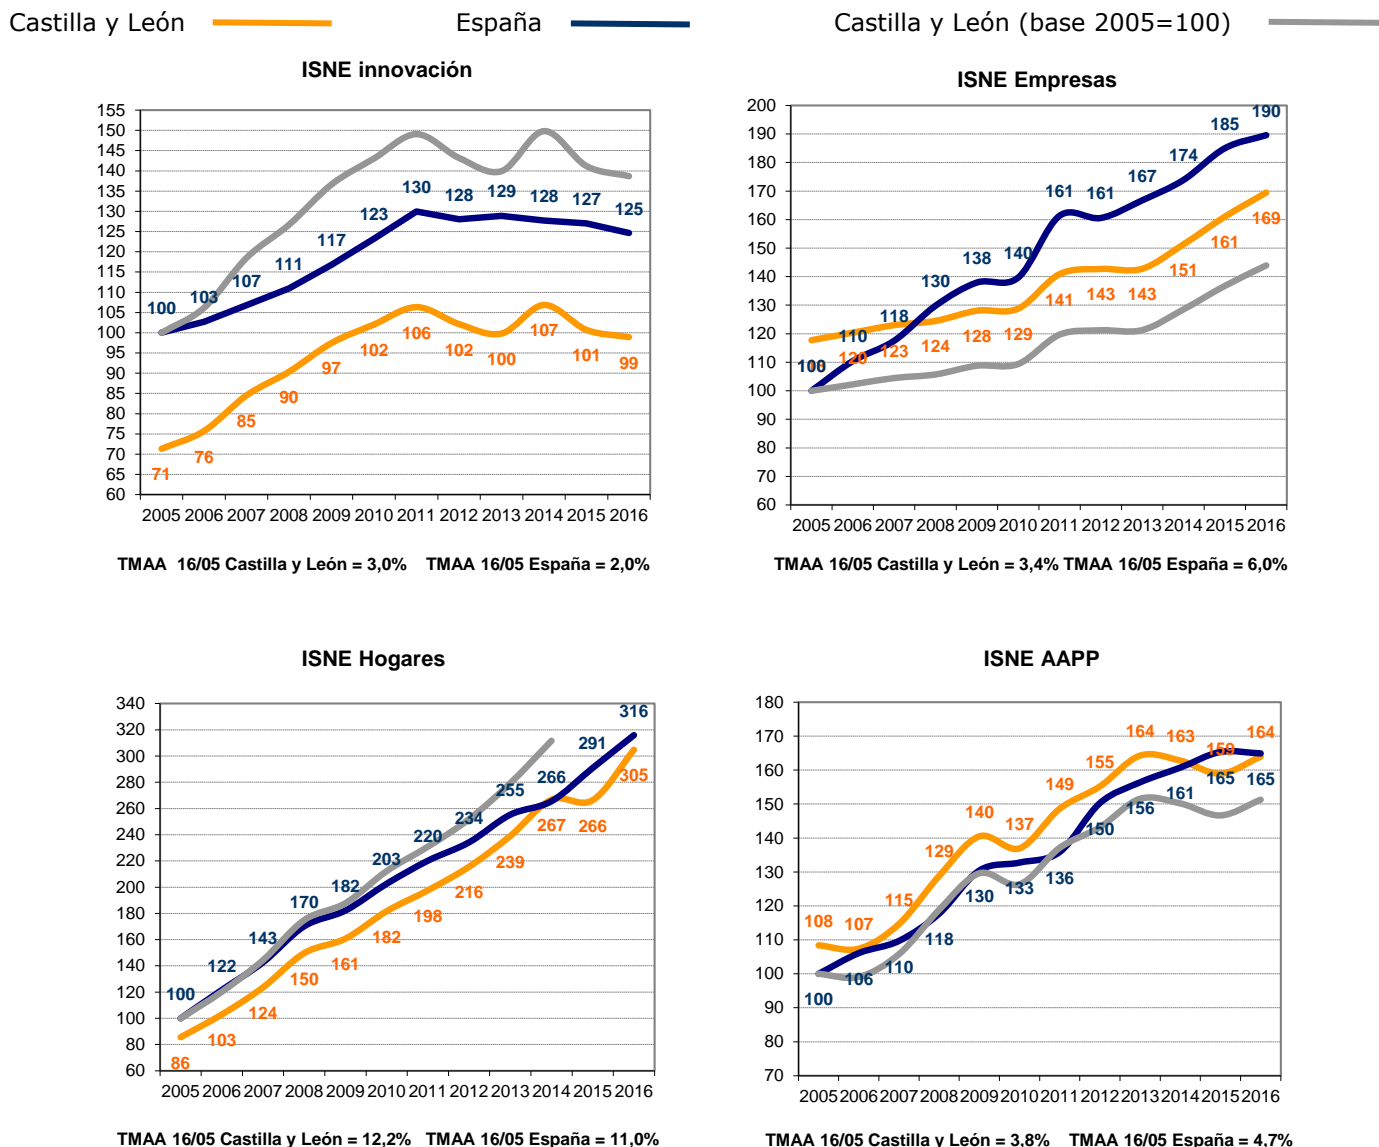 Castilla y León España Castilla y León (base 2005=100)
ISNE innovación
155
150
145
140
135
130
125
120
115
110
105
100
95
90
85
80
75
70
65
60
100 103 107 111 117 123 130 128 129 128 127 125
71 76 85 90 97 102 106 102 100 107 101 99
2005 2006 2007 2008 2009 2010 2011 2012 2013 2014 2015 2016
TMAA 16/05 Castilla y León = 3,0% TMAA 16/05 España = 2,0%
ISNE Empresas
200
190
180
170
160
150
140
130
120
110
100
90
80
70
60
100 110 118 130 138 140 161 161 167 174 185 190
120 123 124 128 129 141 143 143 151 161 169
2005 2006 2007 2008 2009 2010 2011 2012 2013 2014 2015 2016
TMAA 16/05 Castilla y León = 3,4% TMAA 16/05 España = 6,0%
ISNE Hogares
340
320
300
280
260
240
220
200
180
160
140
120
100
80
60
100 122 143 170 182 203 220 234 255 266 291 316
86 103 124 150 161 182 198 216 239 267 266 305
2005 2006 2007 2008 2009 2010 2011 2012 2013 2014 2015 2016
TMAA 16/05 Castilla y León = 12,2% TMAA 16/05 España = 11,0%
ISNE AAPP
180
170
160
150
140
130
120
110
100
90
80
70
108 107 115 129 140 137 149 155 164 163 159 164
100 106 110 118 130 133 136 150 156 161 165 165
2005 2006 2007 2008 2009 2010 2011 2012 2013 2014 2015 2016
TMAA 16/05 Castilla y León = 3,8% TMAA 16/05 España = 4,7%